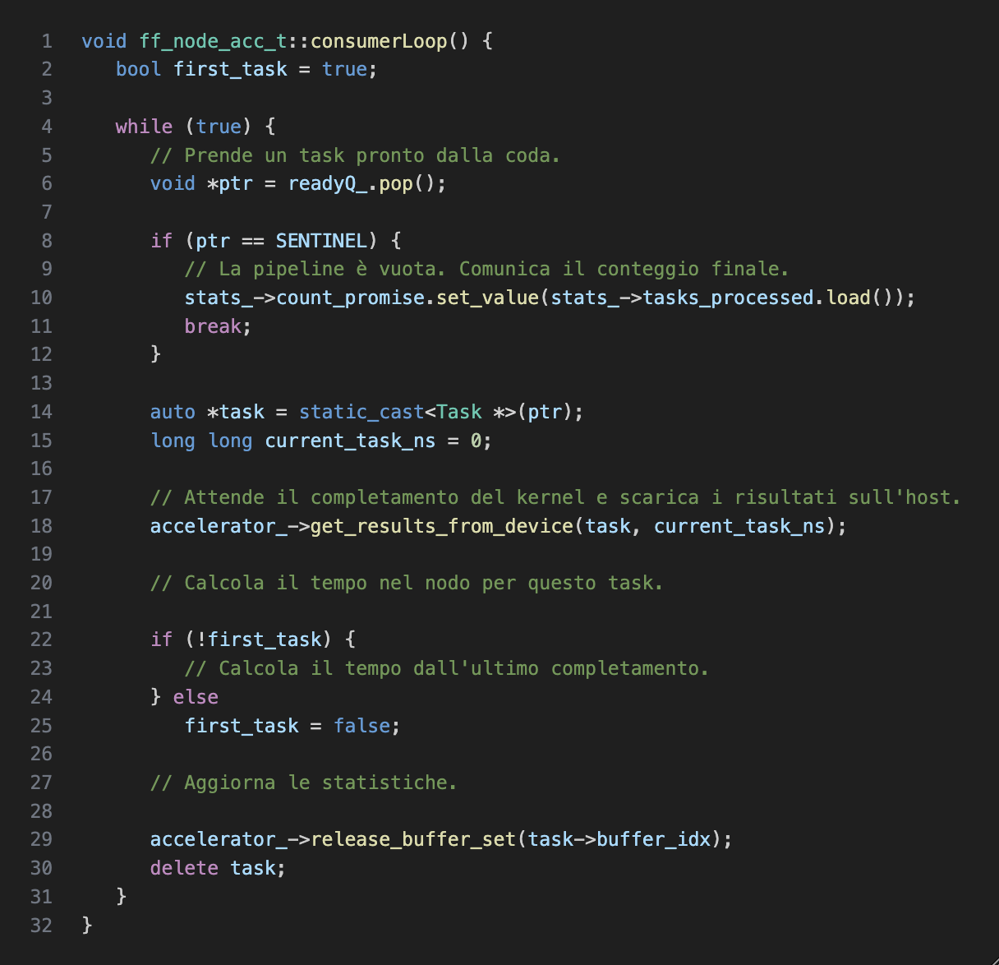 1 void ff_node_acc_t::consumerLoop() {
2    bool first_task = true;
3
4    while (true) {
5       // Prende un task pronto dalla coda.
6       void *ptr = readyQ_.pop();
7
8       if (ptr == SENTINEL) {
9          // La pipeline è vuota. Comunica il conteggio finale.
10          stats_->count_promise.set_value(stats_->tasks_processed.load());
11          break;
12       }
13
14       auto *task = static_cast<Task *>(ptr);
15       long long current_task_ns = 0;
16
17       // Attende il completamento del kernel e scarica i risultati sull'host.
18       accelerator_->get_results_from_device(task, current_task_ns);
19
20       // Calcola il tempo nel nodo per questo task.
21
22       if (!first_task) {
23          // Calcola il tempo dall'ultimo completamento.
24       } else
25          first_task = false;
26
27       // Aggiorna le statistiche.
28
29       accelerator_->release_buffer_set(task->buffer_idx);
30       delete task;
31    }
32 }